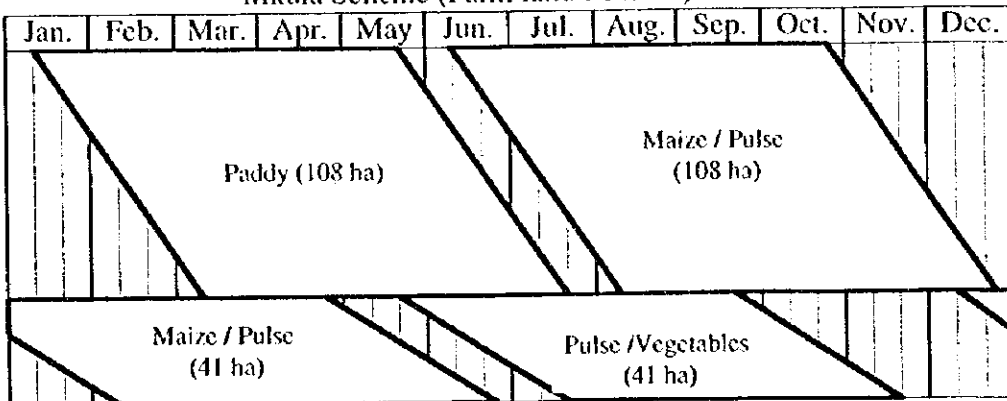 Scheme
Jan. Feb. Mar. Apr. May Jun. Jul. Aug. Sep. Oct. Nov. Dec.
Paddy (108 ha)
Maize / Pulse
(108 ha)
Maize / Pulse
(41 ha)
Pulse /Vegetables
(41 ha)